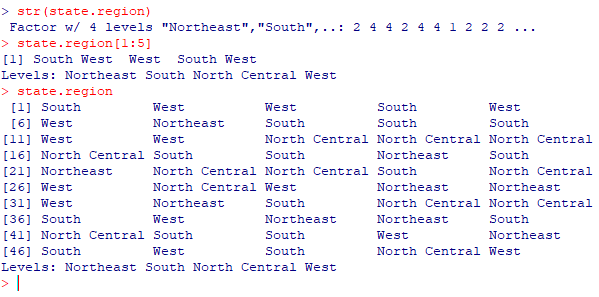 > str(state.region)
 Factor w/ 4 levels "Northeast","South",..: 2 4 4 2 4 4 1 2 2 2 ...
> state.region[1:5]
[1] South West  West  South West
Levels: Northeast South North Central West
> state.region
 [1] South         West          West          South         West
 [6] West          Northeast     South         South         South
[11] West          West          North Central North Central North Central
[16] North Central South         South         Northeast     South
[21] Northeast     North Central North Central South         North Central
[26] West          North Central West          Northeast     Northeast
[31] West          Northeast     South         North Central North Central
[36] South         West          Northeast     Northeast     South
[41] North Central South         South         West          Northeast
[46] South         West          South         North Central West
Levels: Northeast South North Central West
>